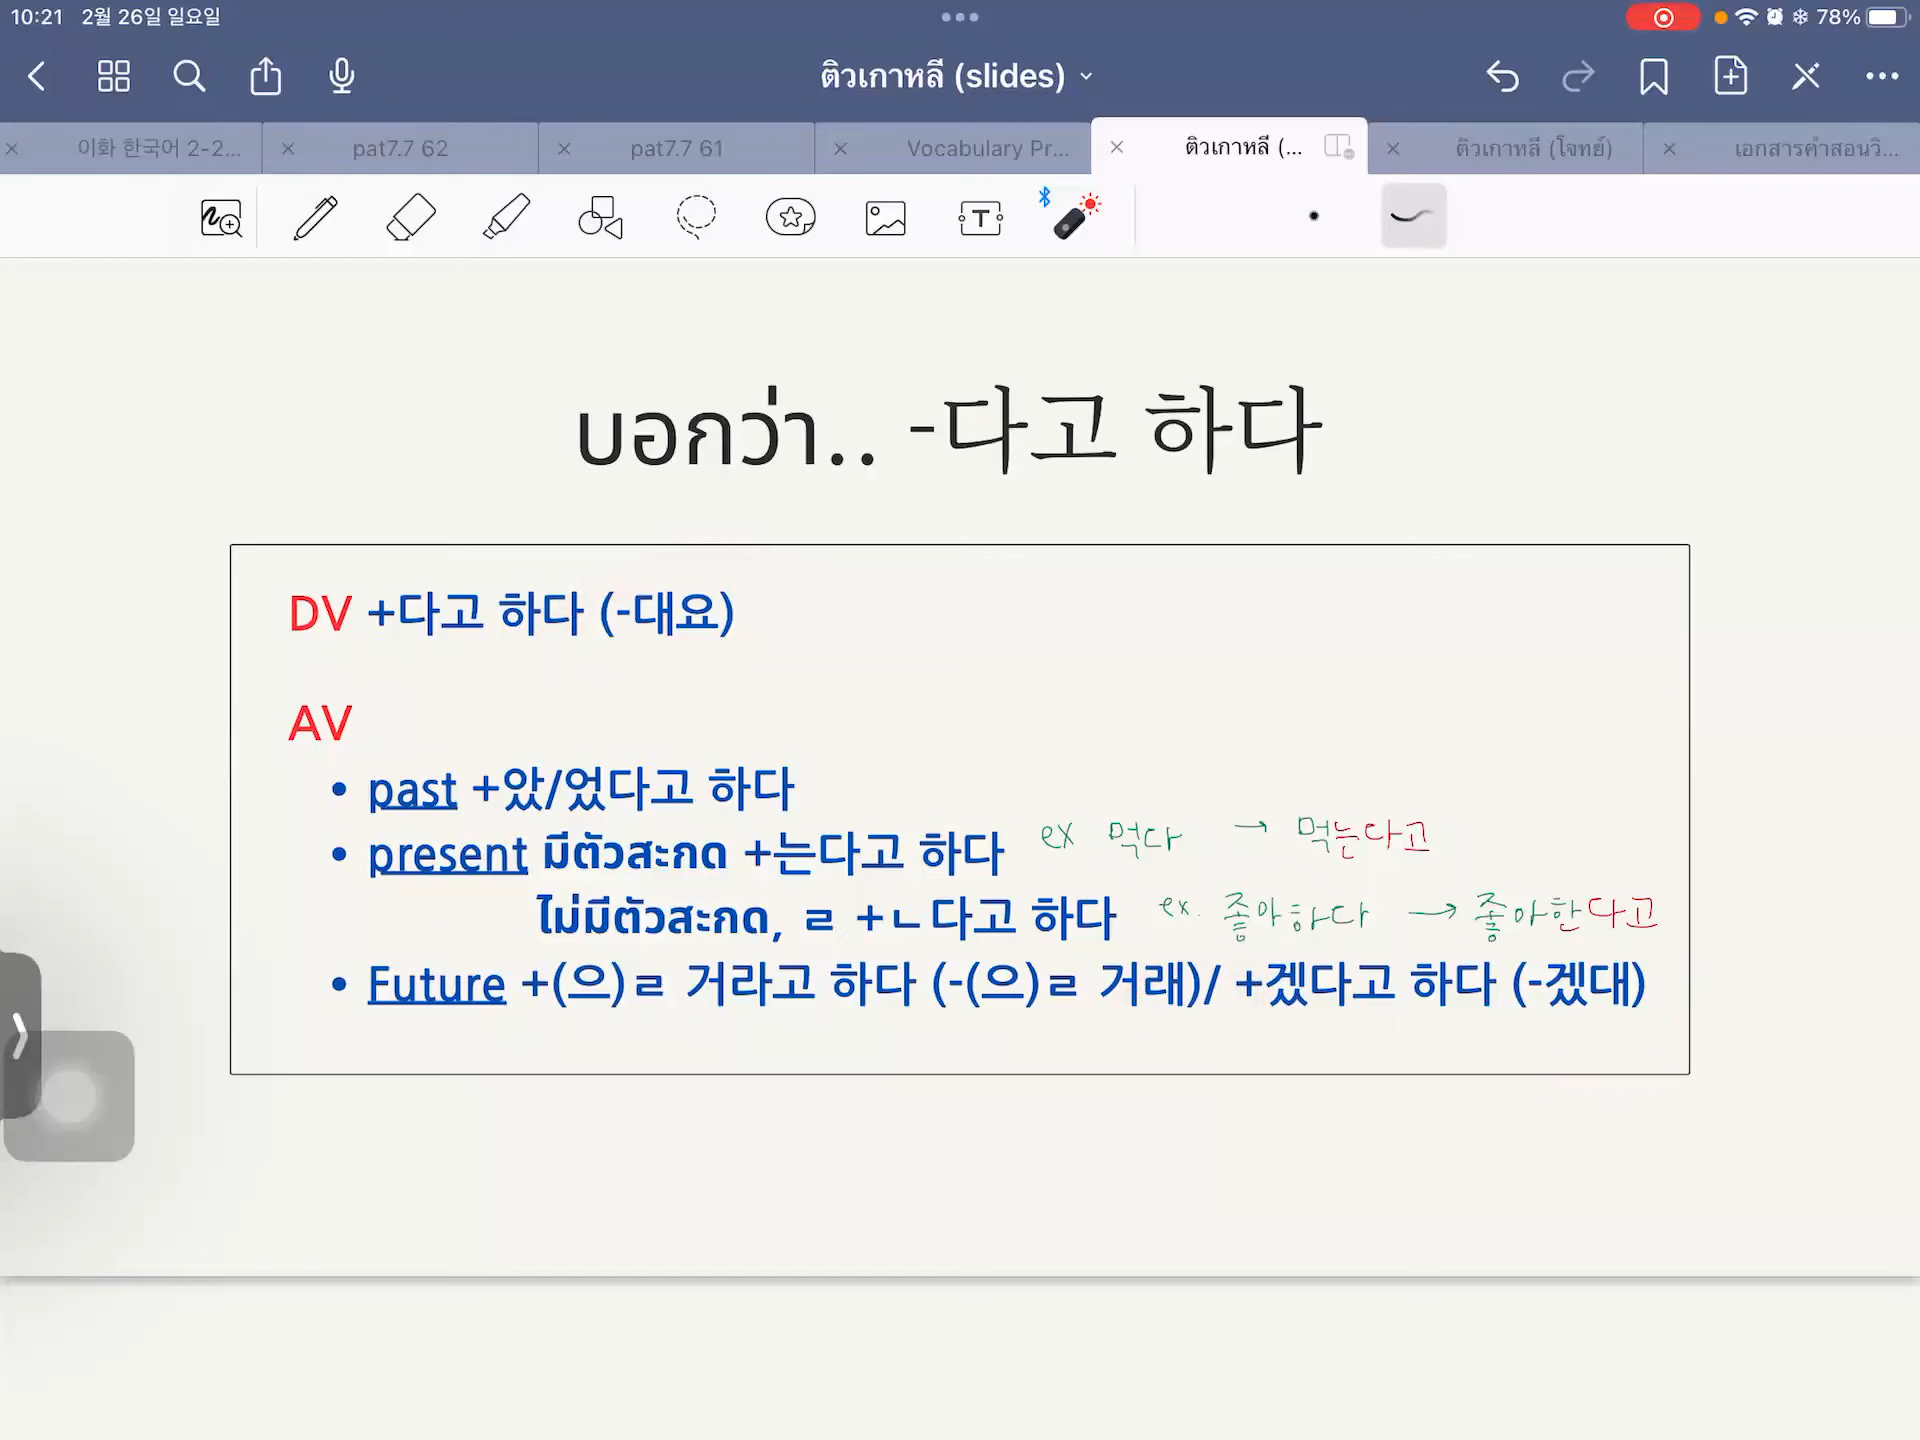 10:21 2월 26일 일요일 78%
ติวเกาหลี (slides)
이화 한국어 2-2... pat7.7 62 pat7.7 61 Vocabulary Pr... ติวเกาหลี (... ติวเกาหลี (โจทย์) เอกสารคำสอนวิ...
บอกว่า.. -다고 하다
DV +다고 하다 (-대요)
AV
• past +았/었다고 하다
• present มีตัวสะกด +는다고 하다 ex 먹다 → 먹는다고
ไม่มีตัวสะกด, ㄹ +ㄴ다고 하다 ex. 좋아하다 → 좋아한다고
• Future +(으)ㄹ 거라고 하다 (-(으)ㄹ 거래)/ +겠다고 하다 (-겠대)